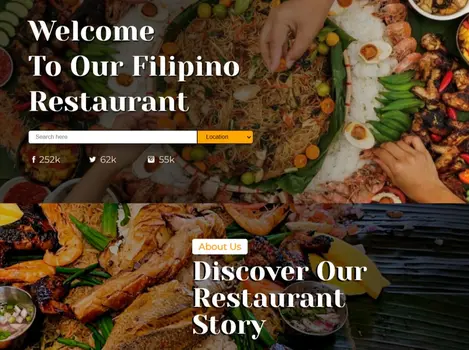 Welcome
To Our Filipino
Restaurant
Search here
Location
252k
62k
55k
About Us
Discover Our
Restaurant
Story